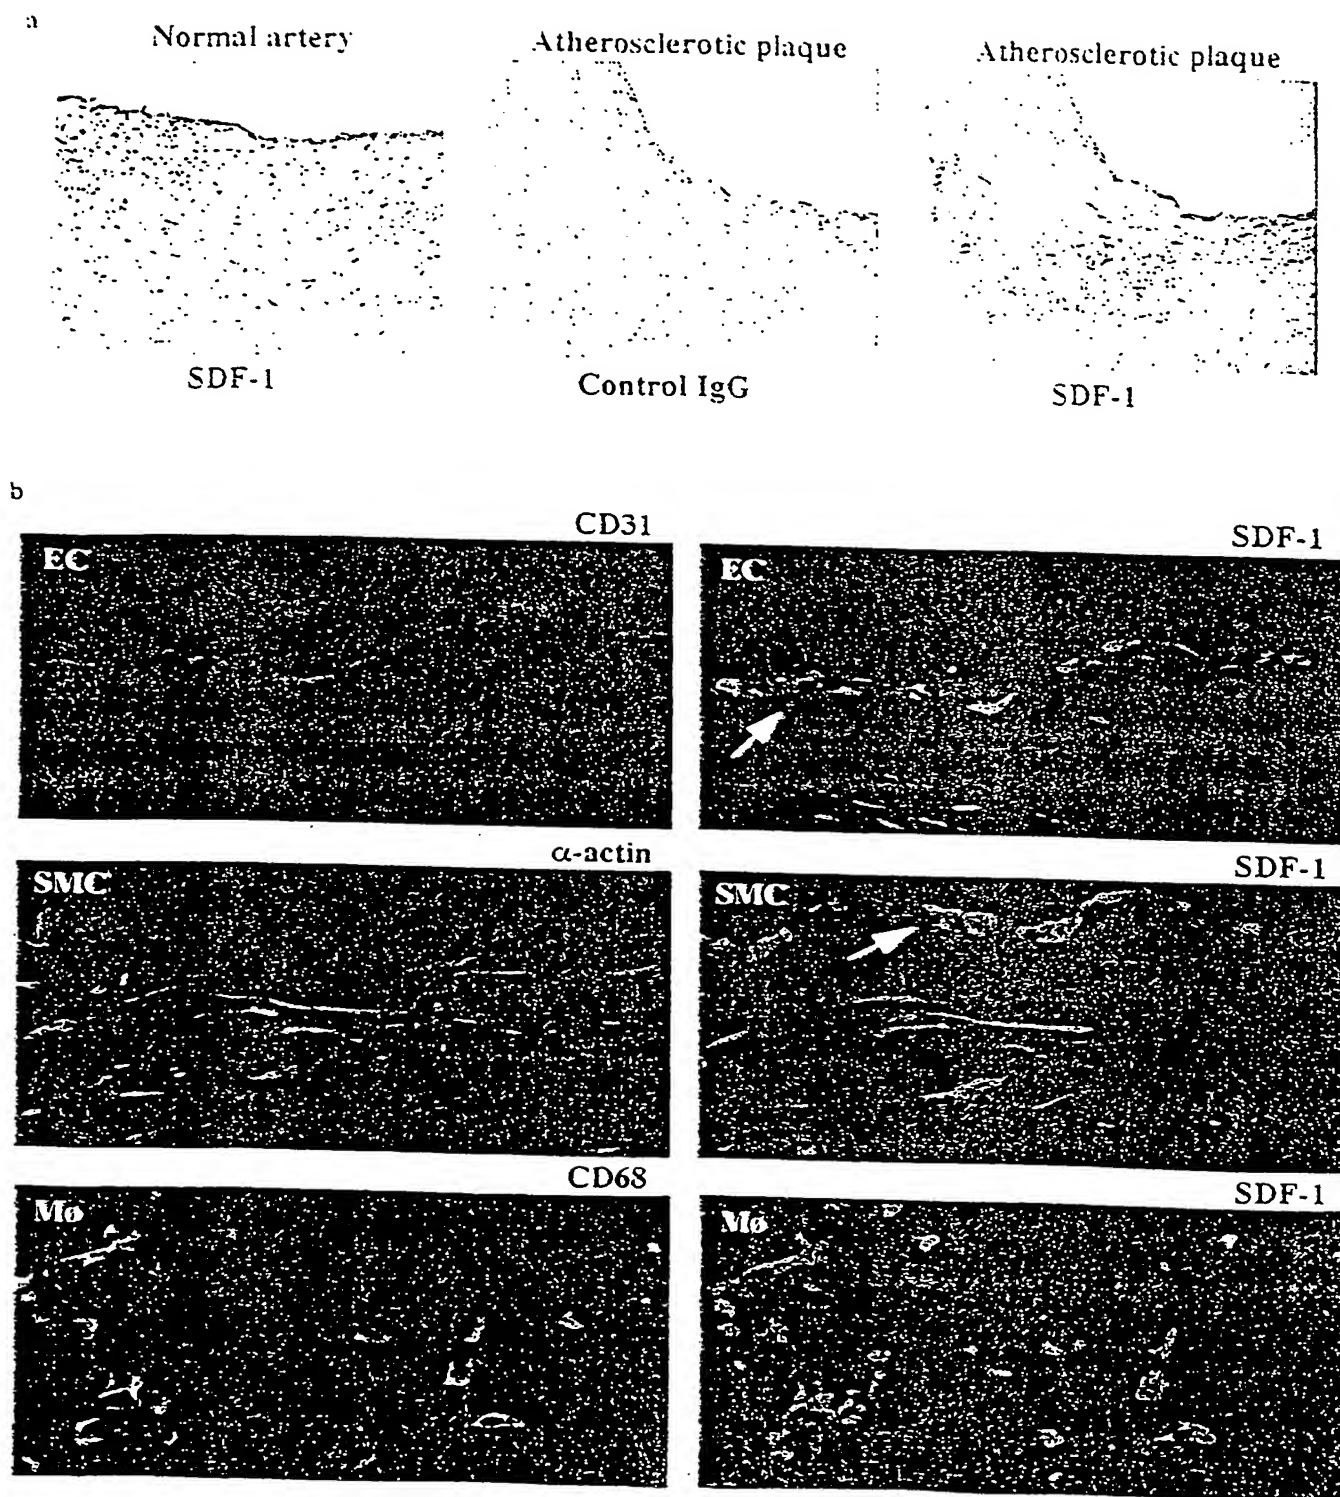 a
Normal artery
Atherosclerotic plaque
Atherosclerotic plaque
SDF-1
Control IgG
SDF-1
b
CD31
SDF-1
EC
EC
α-actin
SDF-1
SMC
SMC
CD68
SDF-1
Mø
Mø